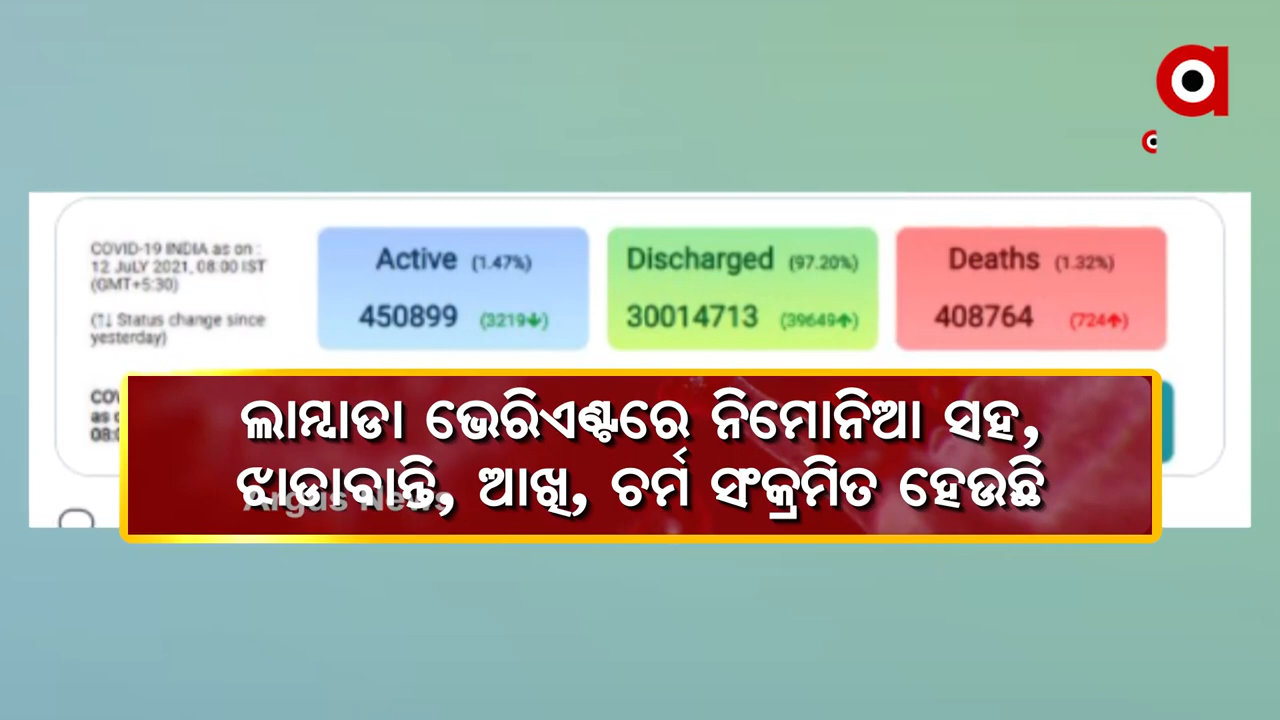 COVID-19 INDIA as on :
12 JULY 2021, 08:00 IST
(GMT+5:30)
(↑↓ Status change since
yesterday)
Active (1.47%)
450899 (3219↓)
Discharged (97.20%)
30014713 (39649↑)
Deaths (1.32%)
408764 (724↑)
ଲାମ୍ବାଡା ଭେରିଏଣ୍ଟରେ ନିମୋନିଆ ସହ,
ଝାଡାବାନ୍ତି, ଆଖି, ଚର୍ମ ସଂକ୍ରମିତ ହେଉଛି
Argus News